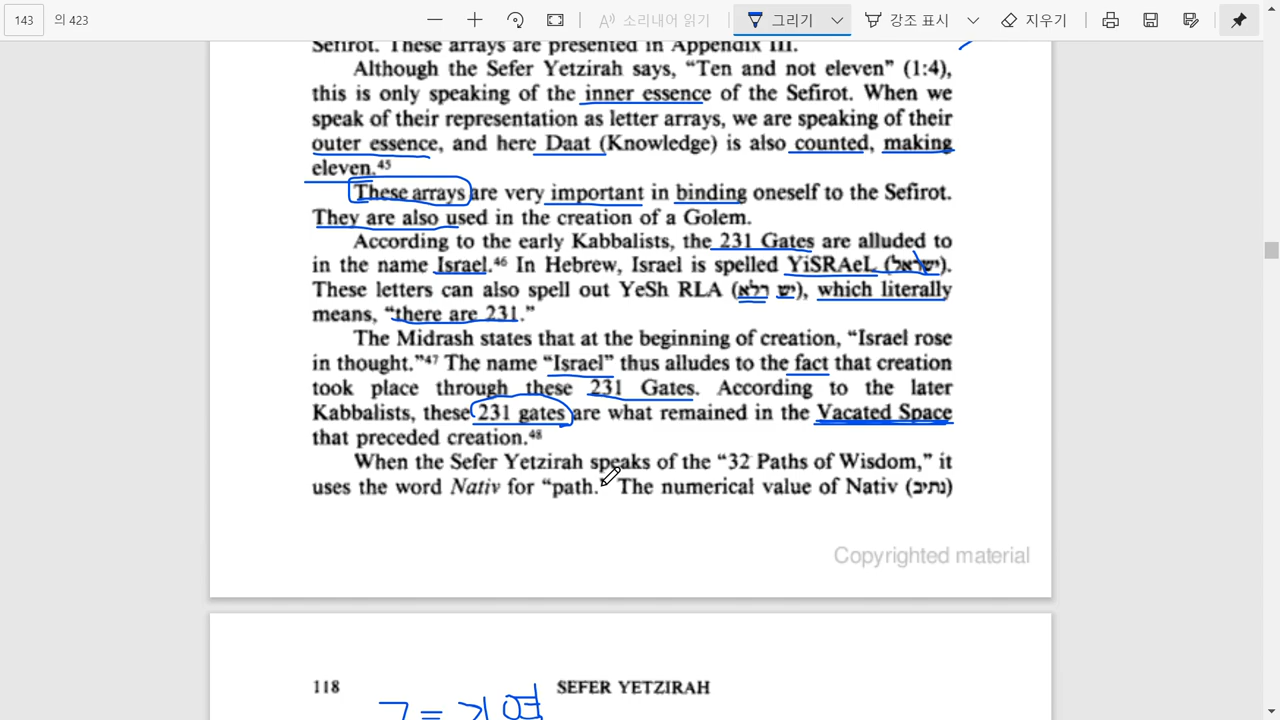 143 의 423 소리내어 읽기 그리기 강조 표시 지우기
Sefirot. These arrays are presented in Appendix III.
Although the Sefer Yetzirah says, “Ten and not eleven” (1:4),
this is only speaking of the inner essence of the Sefirot. When we
speak of their representation as letter arrays, we are speaking of their
outer essence, and here Daat (Knowledge) is also counted, making
eleven.⁴⁵
These arrays are very important in binding oneself to the Sefirot.
They are also used in the creation of a Golem.
According to the early Kabbalists, the 231 Gates are alluded to
in the name Israel.⁴⁶ In Hebrew, Israel is spelled YiSRAeL (ישראל).
These letters can also spell out YeSh RLA (יש רלא), which literally
means, “there are 231.”
The Midrash states that at the beginning of creation, “Israel rose
in thought.”⁴⁷ The name “Israel” thus alludes to the fact that creation
took place through these 231 Gates. According to the later
Kabbalists, these 231 gates are what remained in the Vacated Space
that preceded creation.⁴⁸
When the Sefer Yetzirah speaks of the “32 Paths of Wisdom,” it
uses the word Nativ for “path.” The numerical value of Nativ (נתיב)
Copyrighted material
118 SEFER YETZIRAH